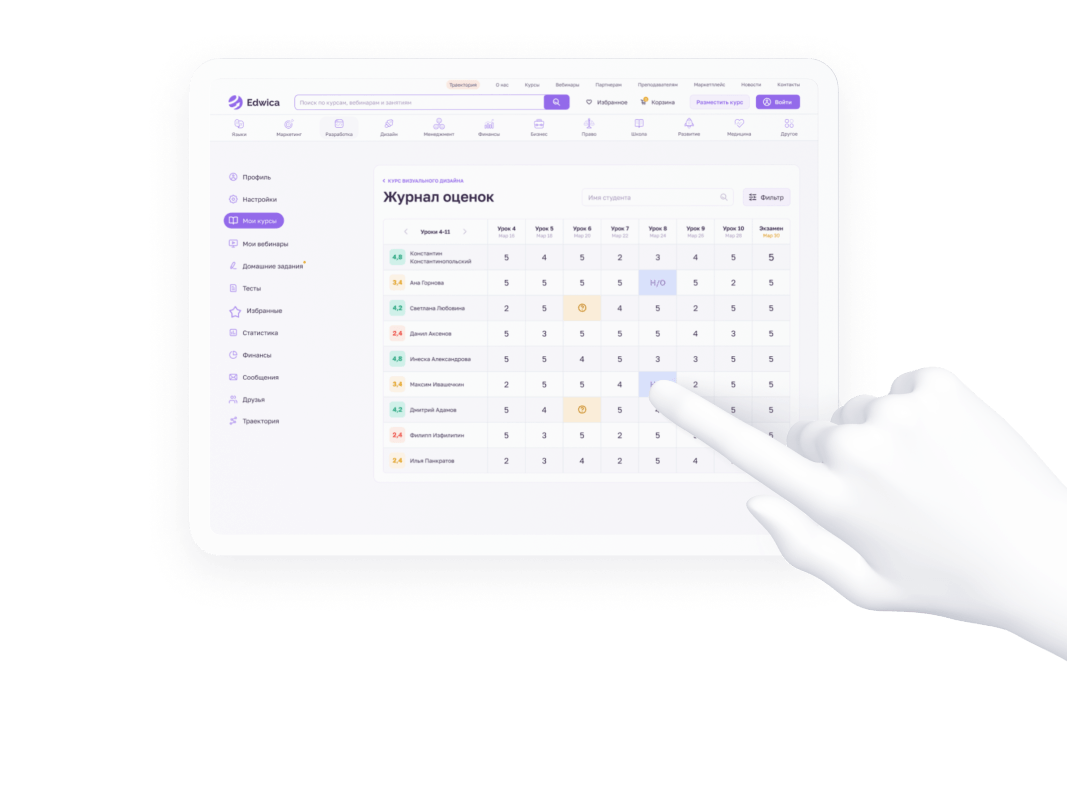 Траектория О нас Курсы Вебинары Партнерам Преподавателям Маркетплейс Новости Контакты
Edwica Поиск по курсам, вебинарам и занятиям Избранное Корзина Разместить курс Войти
Языки Маркетинг Разработка Дизайн Менеджмент Финансы Бизнес Право Школа Развитие Медицина Другое
Профиль
Настройки
Мои курсы
Мои вебинары
Домашние задания
Тесты
Избранные
Статистика
Финансы
Сообщения
Друзья
Траектория
КУРС ВИЗУАЛЬНОГО ДИЗАЙНА
Журнал оценок Имя студента Фильтр
Уроки 4-11 Урок 4 Урок 5 Урок 6 Урок 7 Урок 8 Урок 9 Урок 10 Экзамен
4,8 Константин Константинопольский 5 4 5 2 3 4 5 5
3,4 Ана Горнова 5 5 5 5 Н/О 5 2 5
4,2 Светлана Любовина 2 5 ? 4 5 2 5 5
2,4 Данил Аксенов 5 3 5 5 5 4 3 5
4,8 Инеска Александрова 5 5 4 5 3 3 5 5
3,4 Максим Ивашечкин 2 5 5 4 2 5 5
4,2 Дмитрий Адамов 5 4 ? 5 5 5
2,4 Филипп Изфилипин 5 3 5 2 5 5
2,4 Илья Панкратов 2 3 4 2 5 4